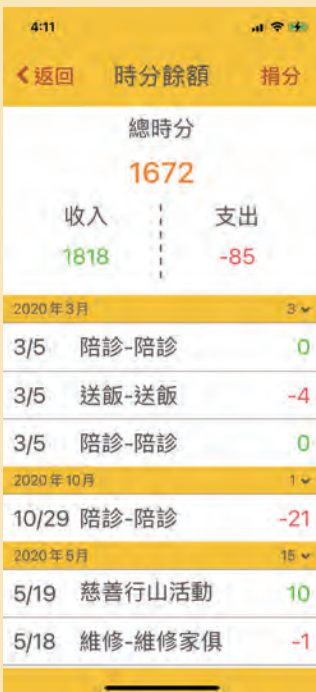 4:11
返回 時分餘額 捐分
總時分
1672
收入 支出
1818 -85
2020年3月 3
3/5 陪診-陪診 0
3/5 送飯-送飯 -4
3/5 陪診-陪診 0
2020年10月 1
10/29 陪診-陪診 -21
2020年5月 15
5/19 慈善行山活動 10
5/18 維修-維修家俱 -1